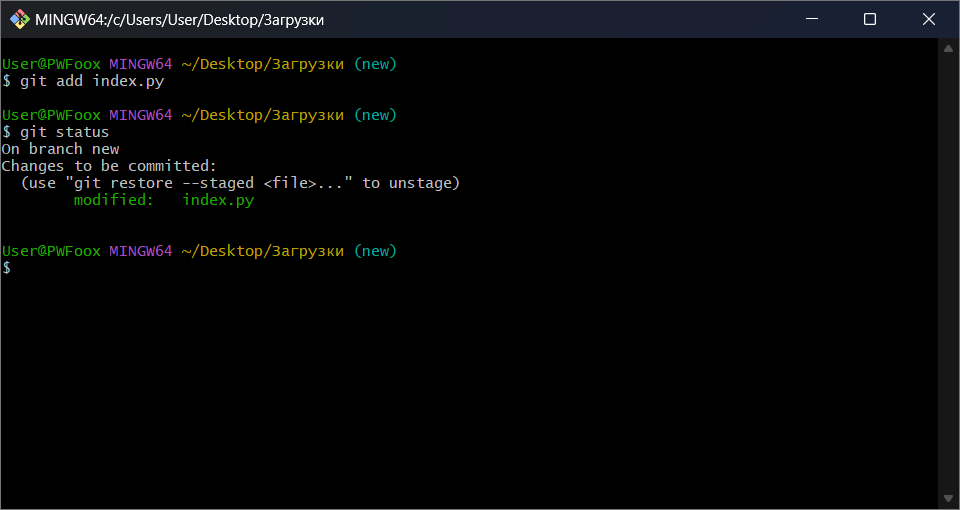 MINGW64:/c/Users/User/Desktop/Загрузки
User@PWFoox MINGW64 ~/Desktop/Загрузки (new)
$ git add index.py
User@PWFoox MINGW64 ~/Desktop/Загрузки (new)
$ git status
On branch new
Changes to be committed:
  (use "git restore --staged <file>..." to unstage)
        modified:   index.py
User@PWFoox MINGW64 ~/Desktop/Загрузки (new)
$